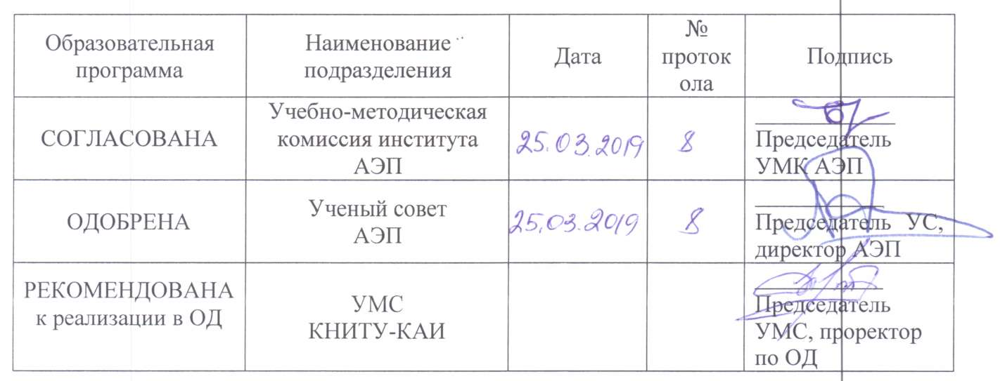 Образовательная
программа
Наименование
подразделения
Дата
№
проток
ола
Подпись
СОГЛАСОВАНА
Учебно-методическая
комиссия института
АЭП
25.03.2019
8
Председатель
УМК АЭП
ОДОБРЕНА
Ученый совет
АЭП
25.03.2019
8
Председатель УС,
директор АЭП
РЕКОМЕНДОВАНА
к реализации в ОД
УМС
КНИТУ-КАИ
Председатель
УМС, проректор
по ОД